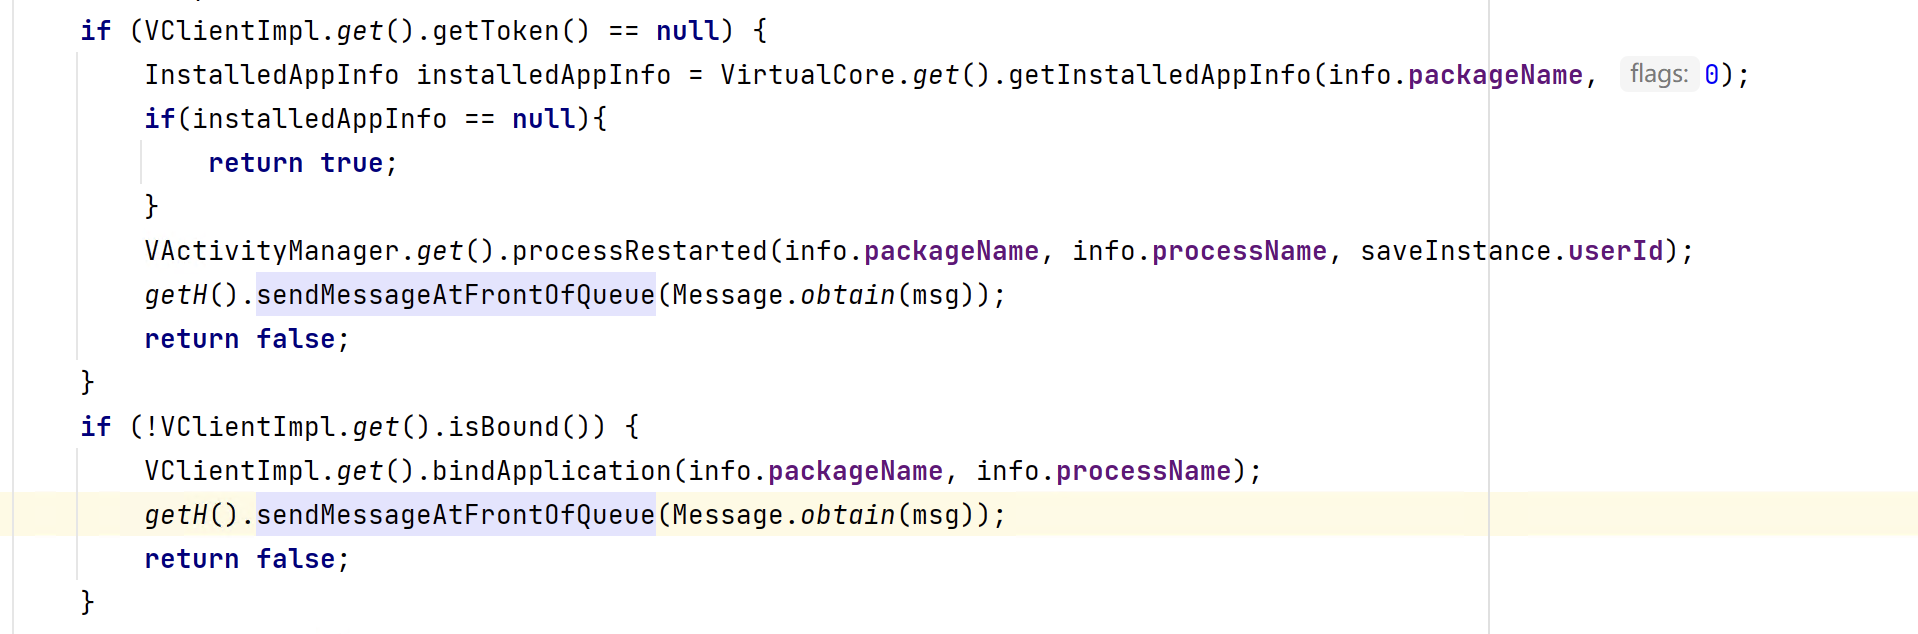 if (VClientImpl.get().getToken() == null) {
InstalledAppInfo installedAppInfo = VirtualCore.get().getInstalledAppInfo(info.packageName, flags: 0);
if(installedAppInfo == null){
return true;
}
VActivityManager.get().processRestarted(info.packageName, info.processName, saveInstance.userId);
getH().sendMessageAtFrontOfQueue(Message.obtain(msg));
return false;
}
if (!VClientImpl.get().isBound()) {
VClientImpl.get().bindApplication(info.packageName, info.processName);
getH().sendMessageAtFrontOfQueue(Message.obtain(msg));
return false;
}